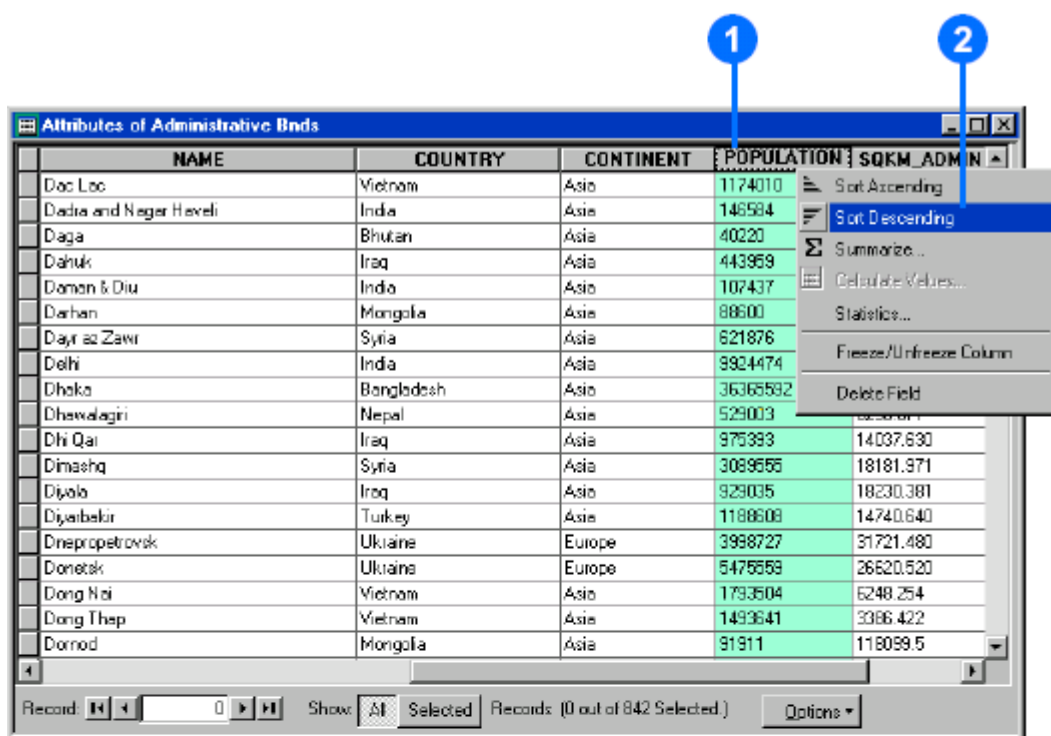 1 2
Attributes of Administrative Bnds
NAME COUNTRY CONTINENT POPULATION SQKM_ADMIN
Dac Lac Vietnam Asia 1174010
Dadra and Nagar Haveli India Asia 146584
Daga Bhutan Asia 40220
Dahuk Iraq Asia 443959
Daman & Diu India Asia 107437
Darhan Mongolia Asia 88600
Dayr az Zawr Syria Asia 621876
Delhi India Asia 9924474
Dhaka Bangladesh Asia 36365592
Dhawalagiri Nepal Asia 529003
Dhi Qar Iraq Asia 975393 14037.630
Dimashq Syria Asia 3089555 18181.971
Diyala Iraq Asia 929035 18230.381
Diyarbakir Turkey Asia 1188608 14740.640
Dnepropetrovsk Ukraine Europe 3998727 31721.480
Donetsk Ukraine Europe 5475559 26620.520
Dong Nai Vietnam Asia 1793504 6248.254
Dong Thap Vietnam Asia 1493641 3386.422
Dornod Mongolia Asia 91911 118099.5
Sort Ascending
Sort Descending
Summarize...
Calculate Values...
Statistics...
Freeze/Unfreeze Column
Delete Field
Record: 0 Show: All Selected Records (0 out of 842 Selected.) Options